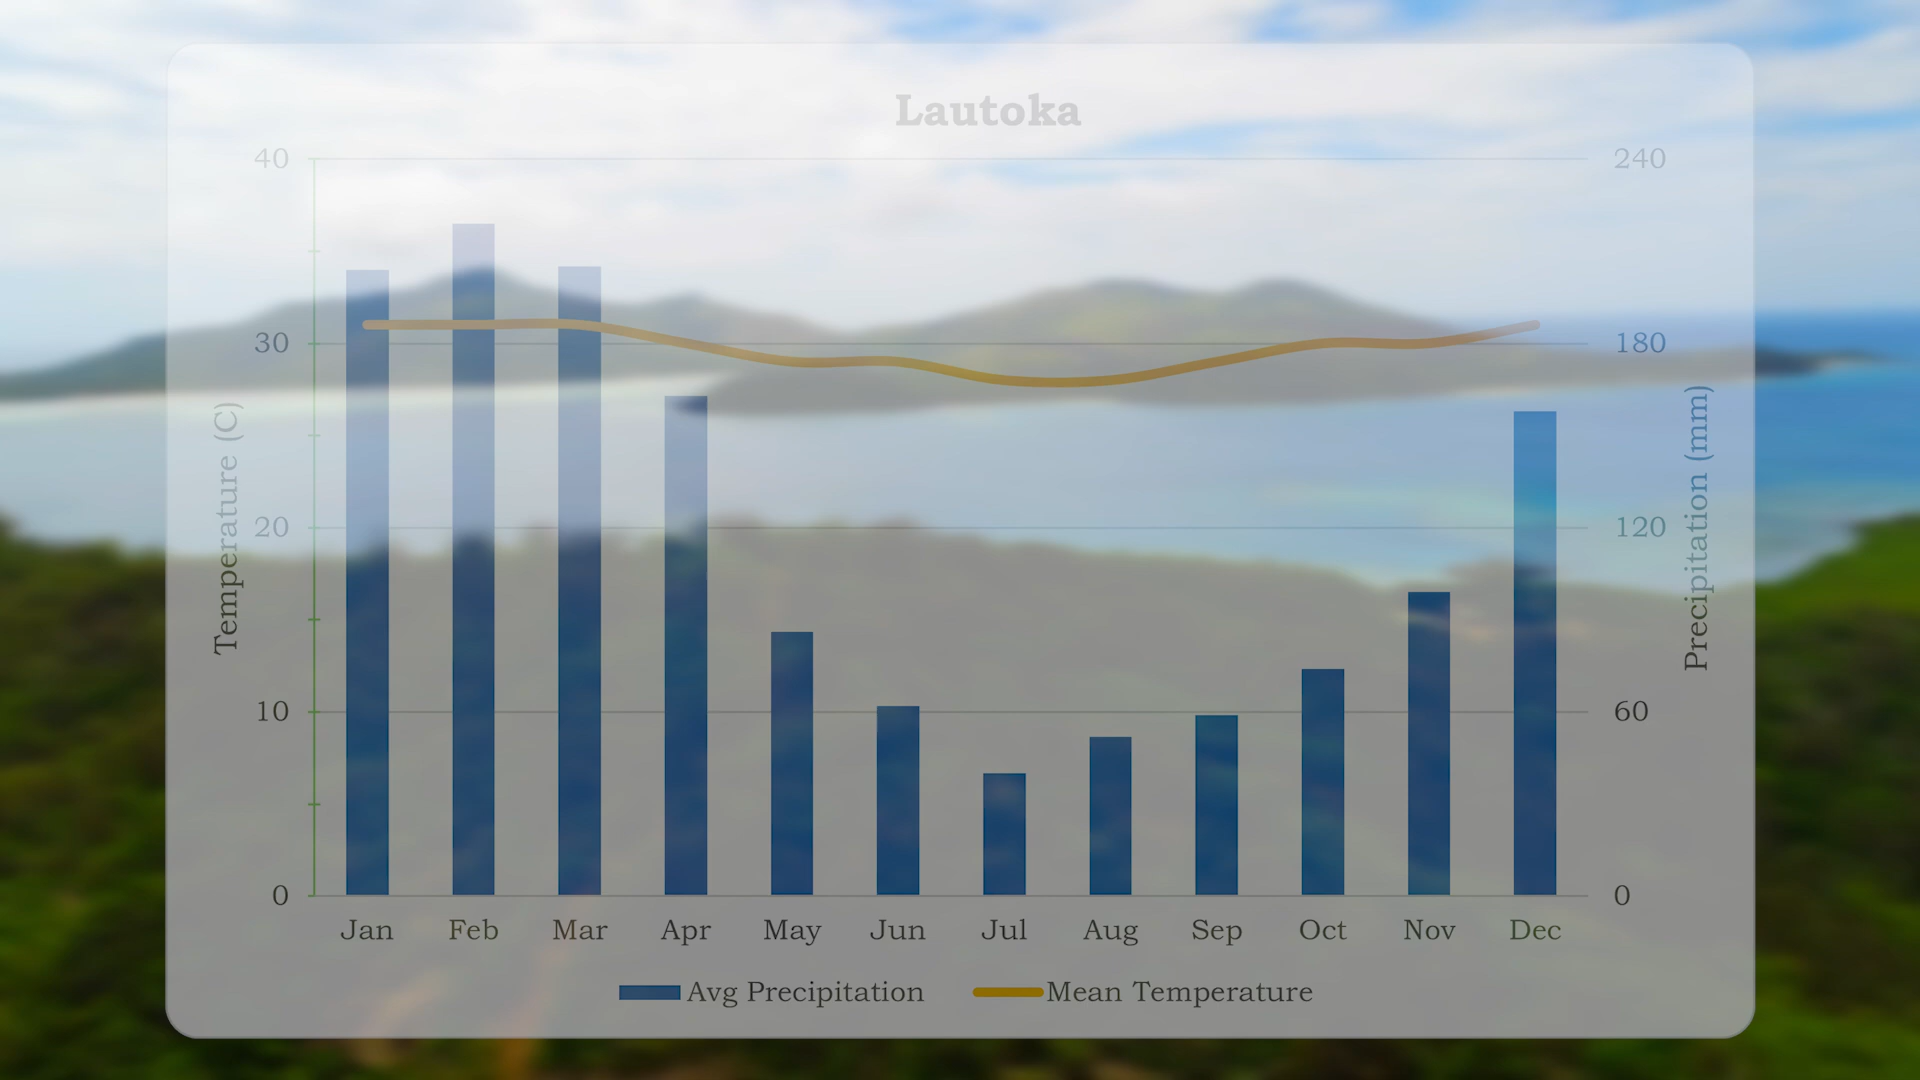 Lautoka
40
30
20
10
0
Temperature (C)
240
180
120
60
0
Precipitation (mm)
Jan Feb Mar Apr May Jun Jul Aug Sep Oct Nov Dec
Avg Precipitation Mean Temperature